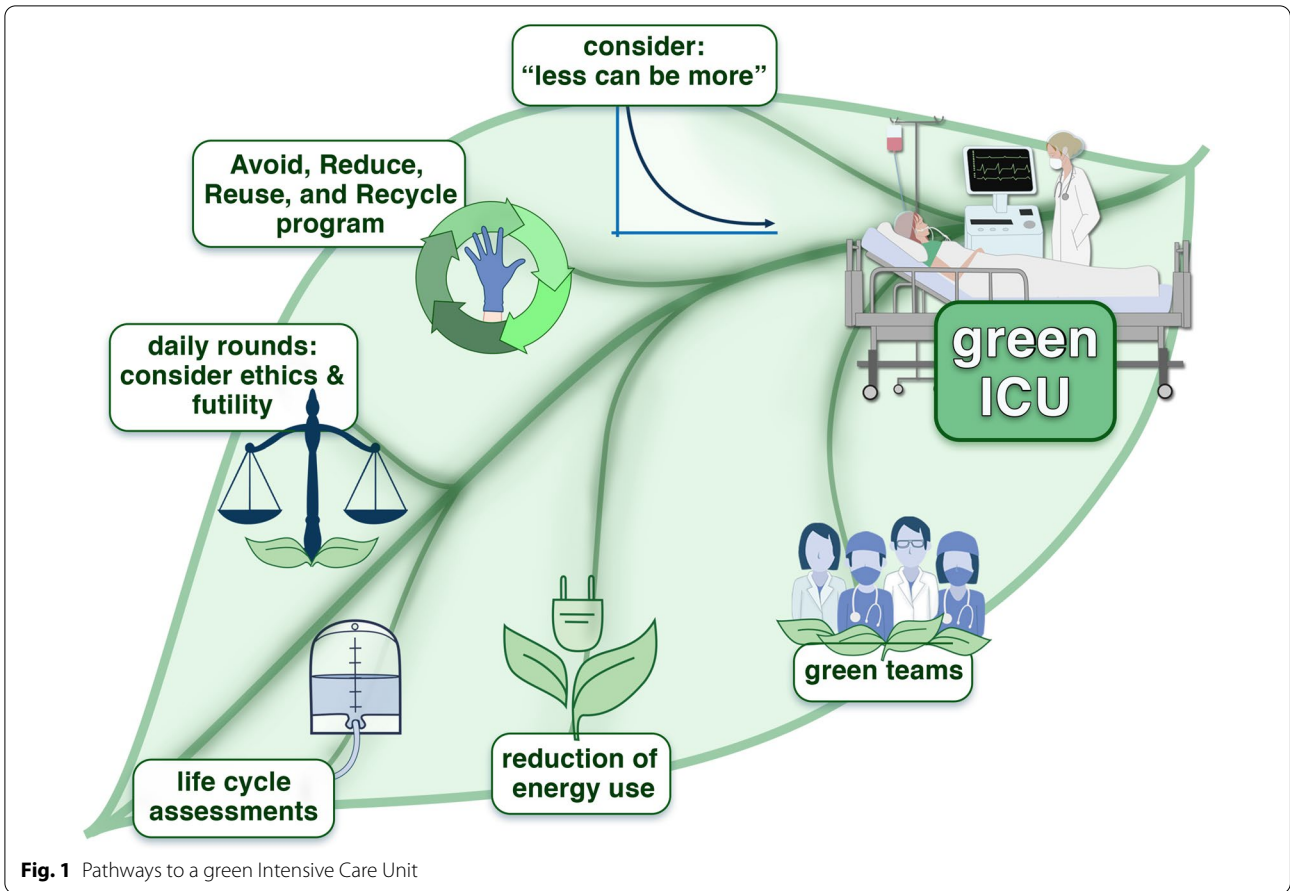 consider:
“less can be more”
Avoid, Reduce,
Reuse, and Recycle
program
daily rounds:
consider ethics &
futility
green
ICU
green teams
reduction of
energy use
life cycle
assessments
Fig. 1 Pathways to a green Intensive Care Unit